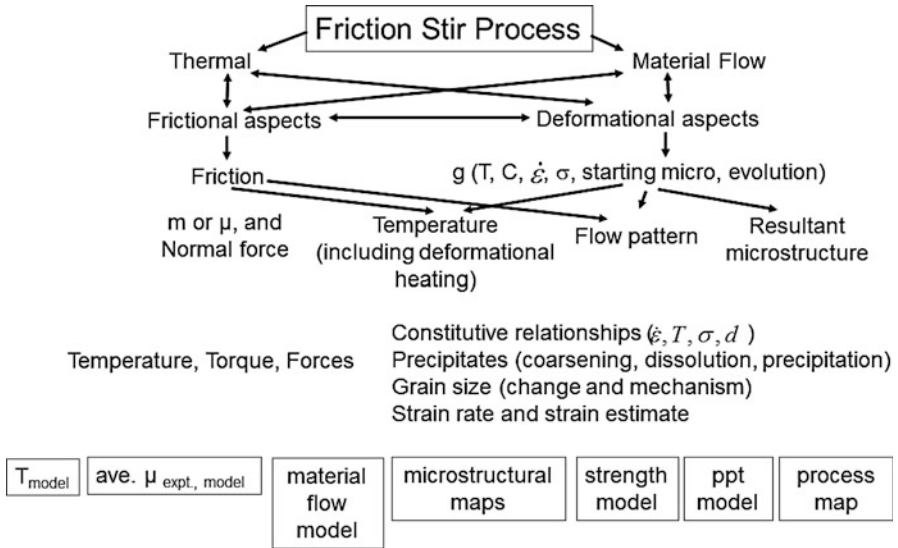 Friction Stir Process
Thermal
Material Flow
Frictional aspects
Deformational aspects
Friction
g (T, C, ε̇, σ, starting micro, evolution)
m or μ, and
Normal force
Temperature
(including deformational
heating)
Flow pattern
Resultant
microstructure
Temperature, Torque, Forces
Constitutive relationships (ε̇, T, σ, d )
Precipitates (coarsening, dissolution, precipitation)
Grain size (change and mechanism)
Strain rate and strain estimate
T model
ave. μ expt., model
material
flow
model
microstructural
maps
strength
model
ppt
model
process
map